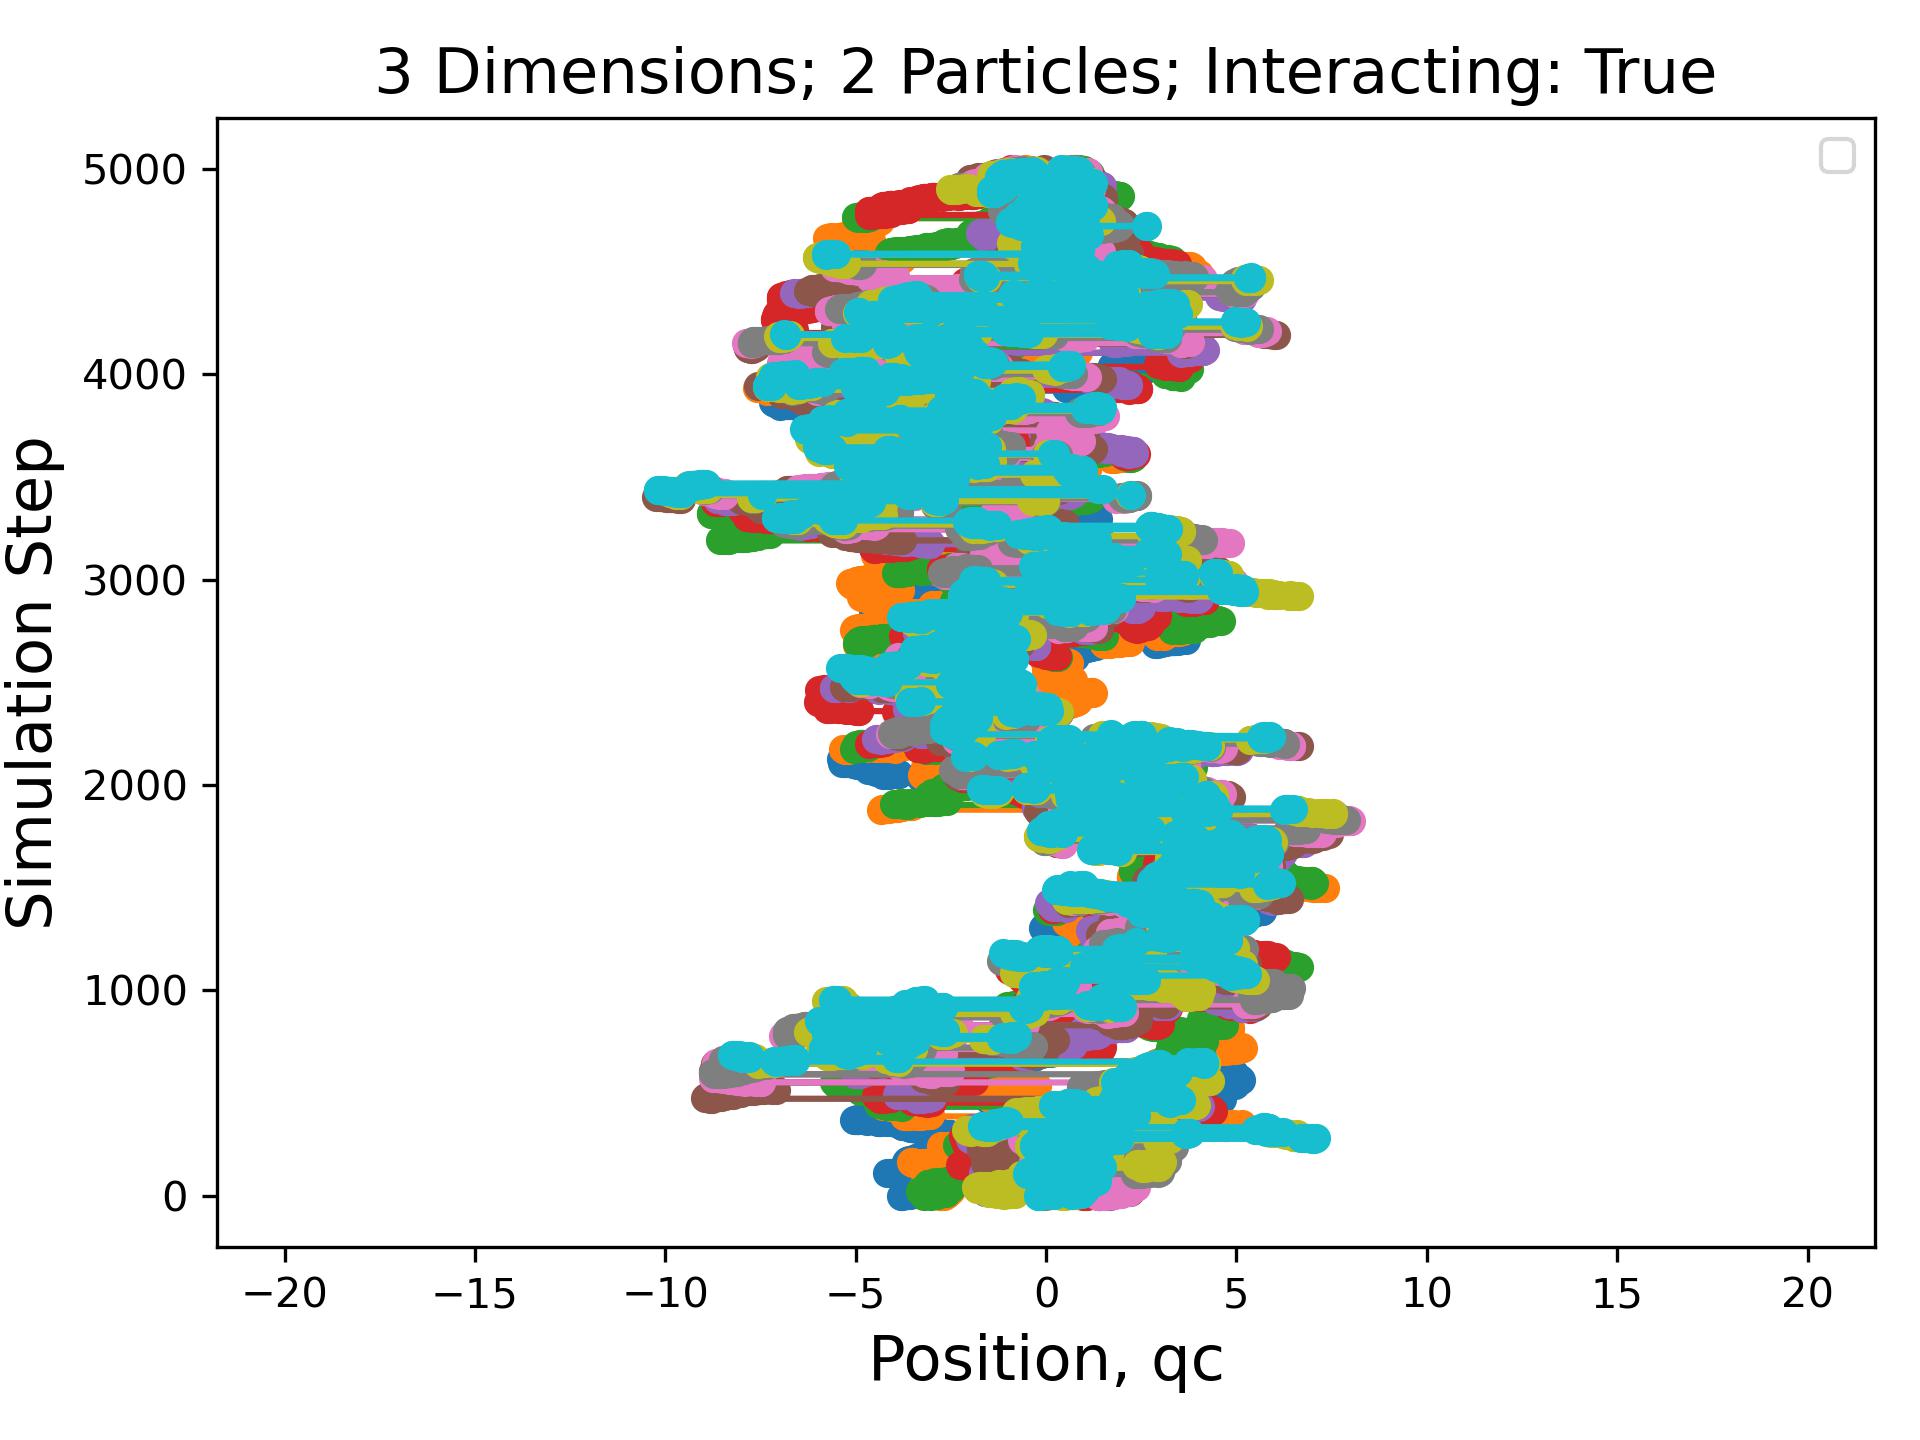 3 Dimensions; 2 Particles; Interacting: True
Simulation Step
5000
4000
3000
2000
1000
0
−20 −15 −10 −5 0 5 10 15 20
Position, qc